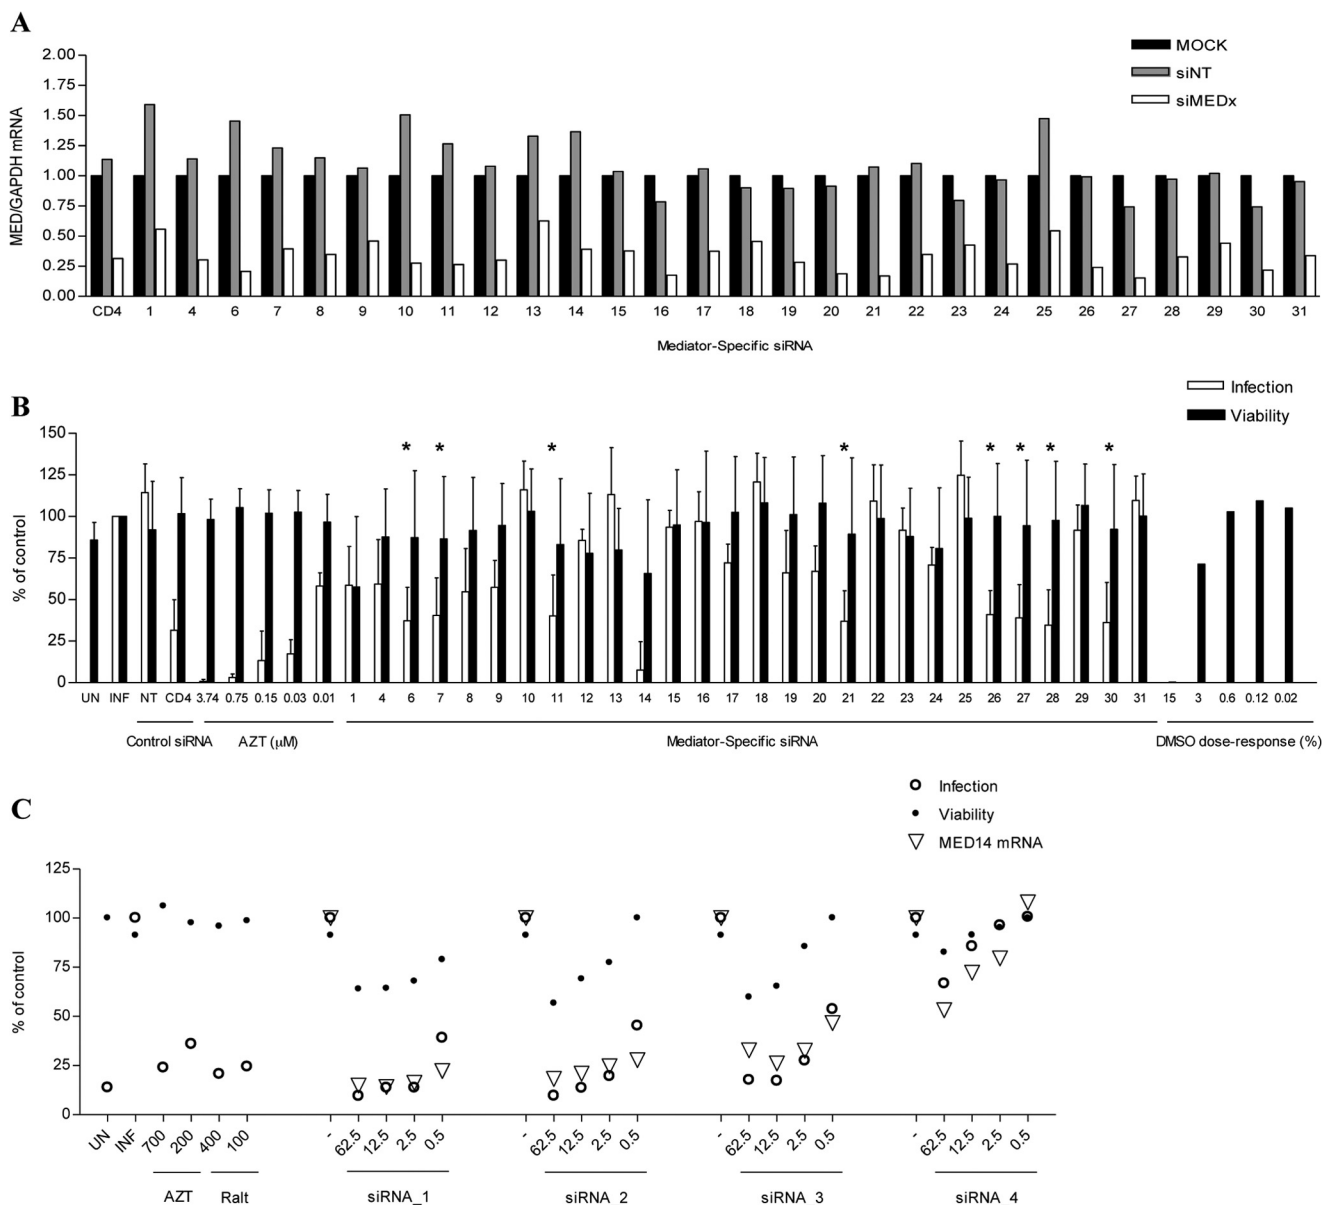 A
MOCK
siNT
siMEDx
2.00
1.75
1.50
1.25
1.00
0.75
0.50
0.25
0.00
MED/GAPDH mRNA
CD4 1 4 6 7 8 9 10 11 12 13 14 15 16 17 18 19 20 21 22 23 24 25 26 27 28 29 30 31
Mediator-Specific siRNA
Infection
Viability
B
150
125
100
75
50
25
0
% of control
* * * * * * * *
UN INF NT CD4 3.74 0.75 0.15 0.03 0.01 1 4 6 7 8 9 10 11 12 13 14 15 16 17 18 19 20 21 22 23 24 25 26 27 28 29 30 31 15 3 0.6 0.12 0.02
Control siRNA AZT (μM) Mediator-Specific siRNA DMSO dose-response (%)
Infection
Viability
MED14 mRNA
C
125
100
75
50
25
0
% of control
UN INF 700 200 400 100 - 62.5 12.5 2.5 0.5 - 62.5 12.5 2.5 0.5 - 62.5 12.5 2.5 0.5 - 62.5 12.5 2.5 0.5
AZT Ralt siRNA_1 siRNA 2 siRNA 3 siRNA 4